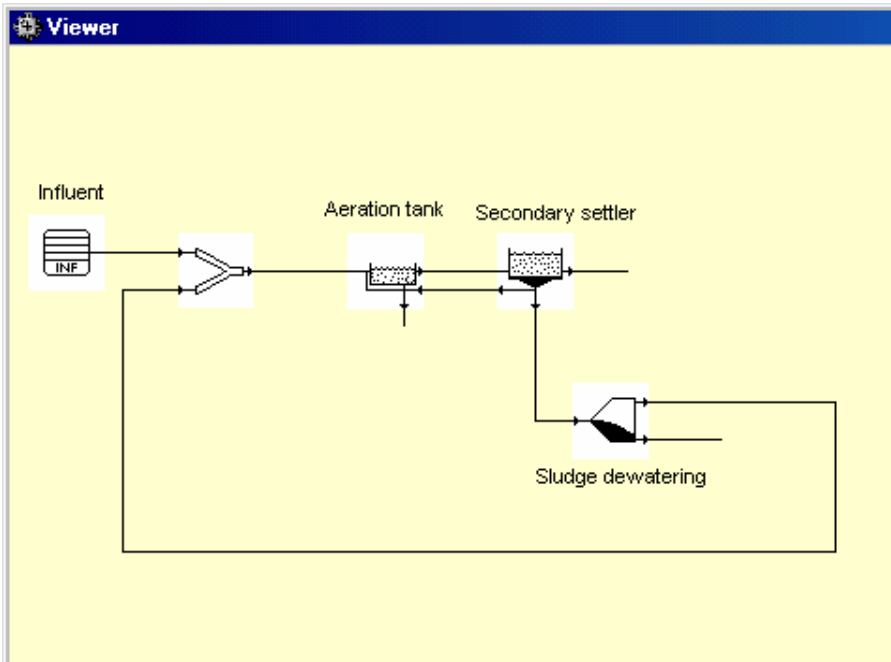 Viewer
Influent
Aeration tank
Secondary settler
INF
Sludge dewatering